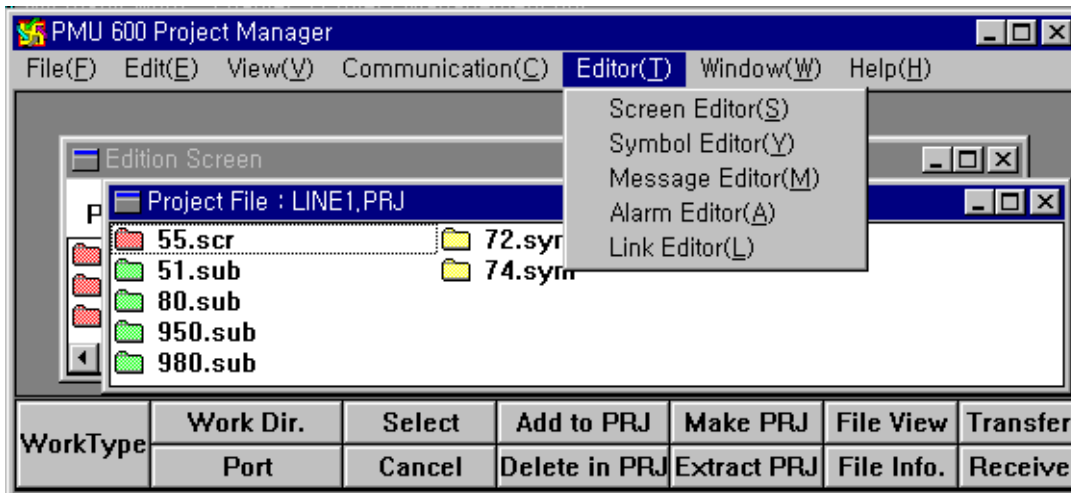 PMU 600 Project Manager
File(F) Edit(E) View(V) Communication(C) Editor(T) Window(W) Help(H)
Screen Editor(S)
Symbol Editor(Y)
Message Editor(M)
Alarm Editor(A)
Link Editor(L)
Edition Screen
Project File : LINE1.PRJ
55.scr
51.sub
80.sub
950.sub
980.sub
74.sym
WorkType
Work Dir. Select Add to PRJ Make PRJ File View Transfer
Port Cancel Delete in PRJ Extract PRJ File Info. Receive